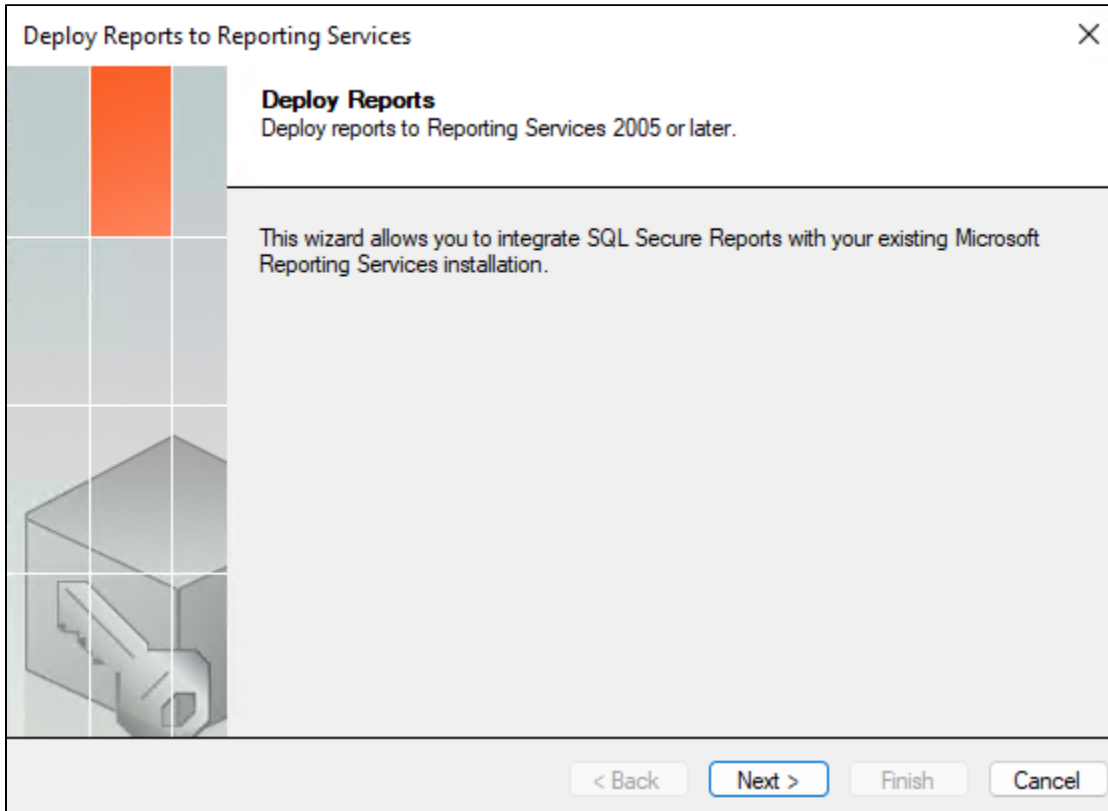 Deploy Reports to Reporting Services
Deploy Reports
Deploy reports to Reporting Services 2005 or later.
This wizard allows you to integrate SQL Secure Reports with your existing Microsoft
Reporting Services installation.
< Back Next > Finish Cancel